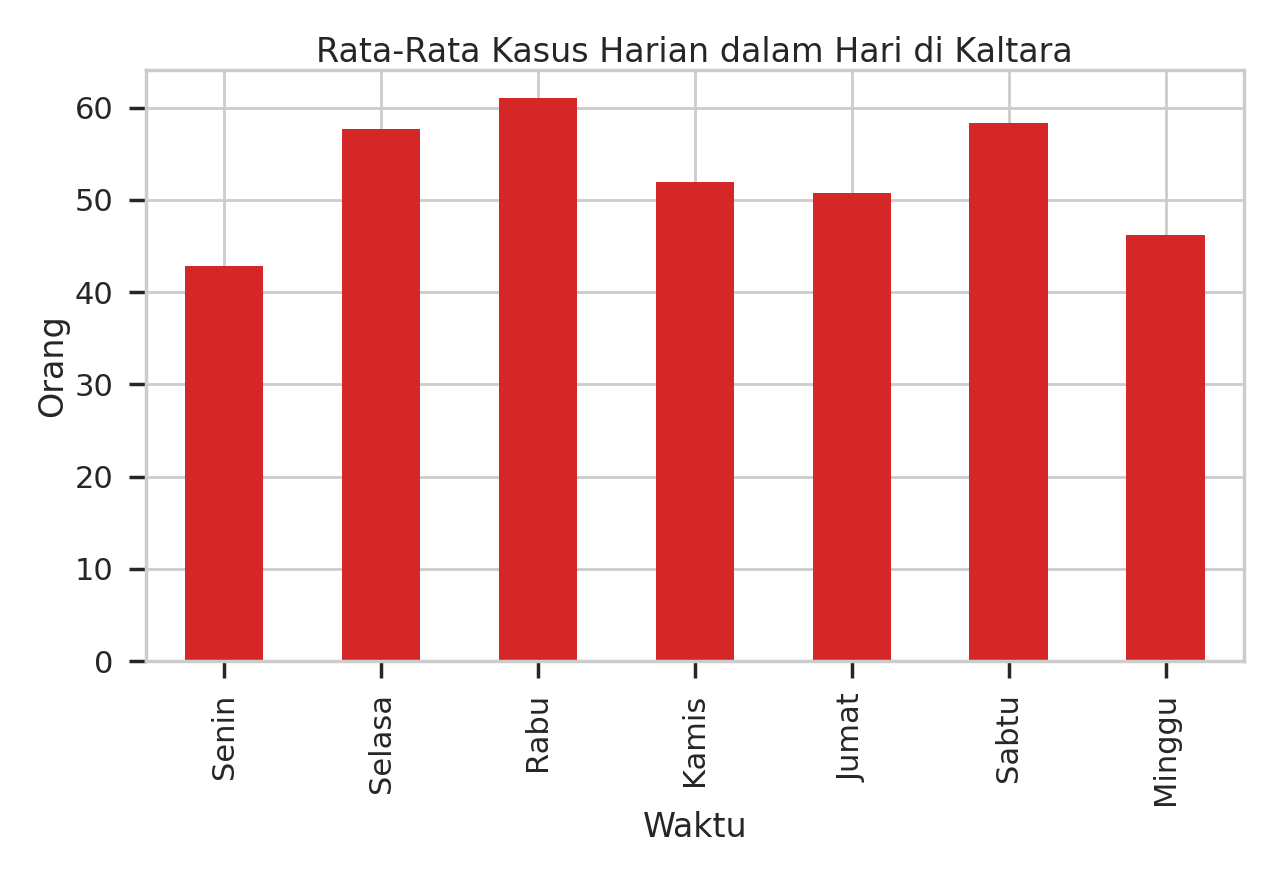 Rata-Rata Kasus Harian dalam Hari di Kaltara
60
50
40
30
20
10
0
Orang
Senin
Selasa
Rabu
Kamis
Jumat
Sabtu
Minggu
Waktu